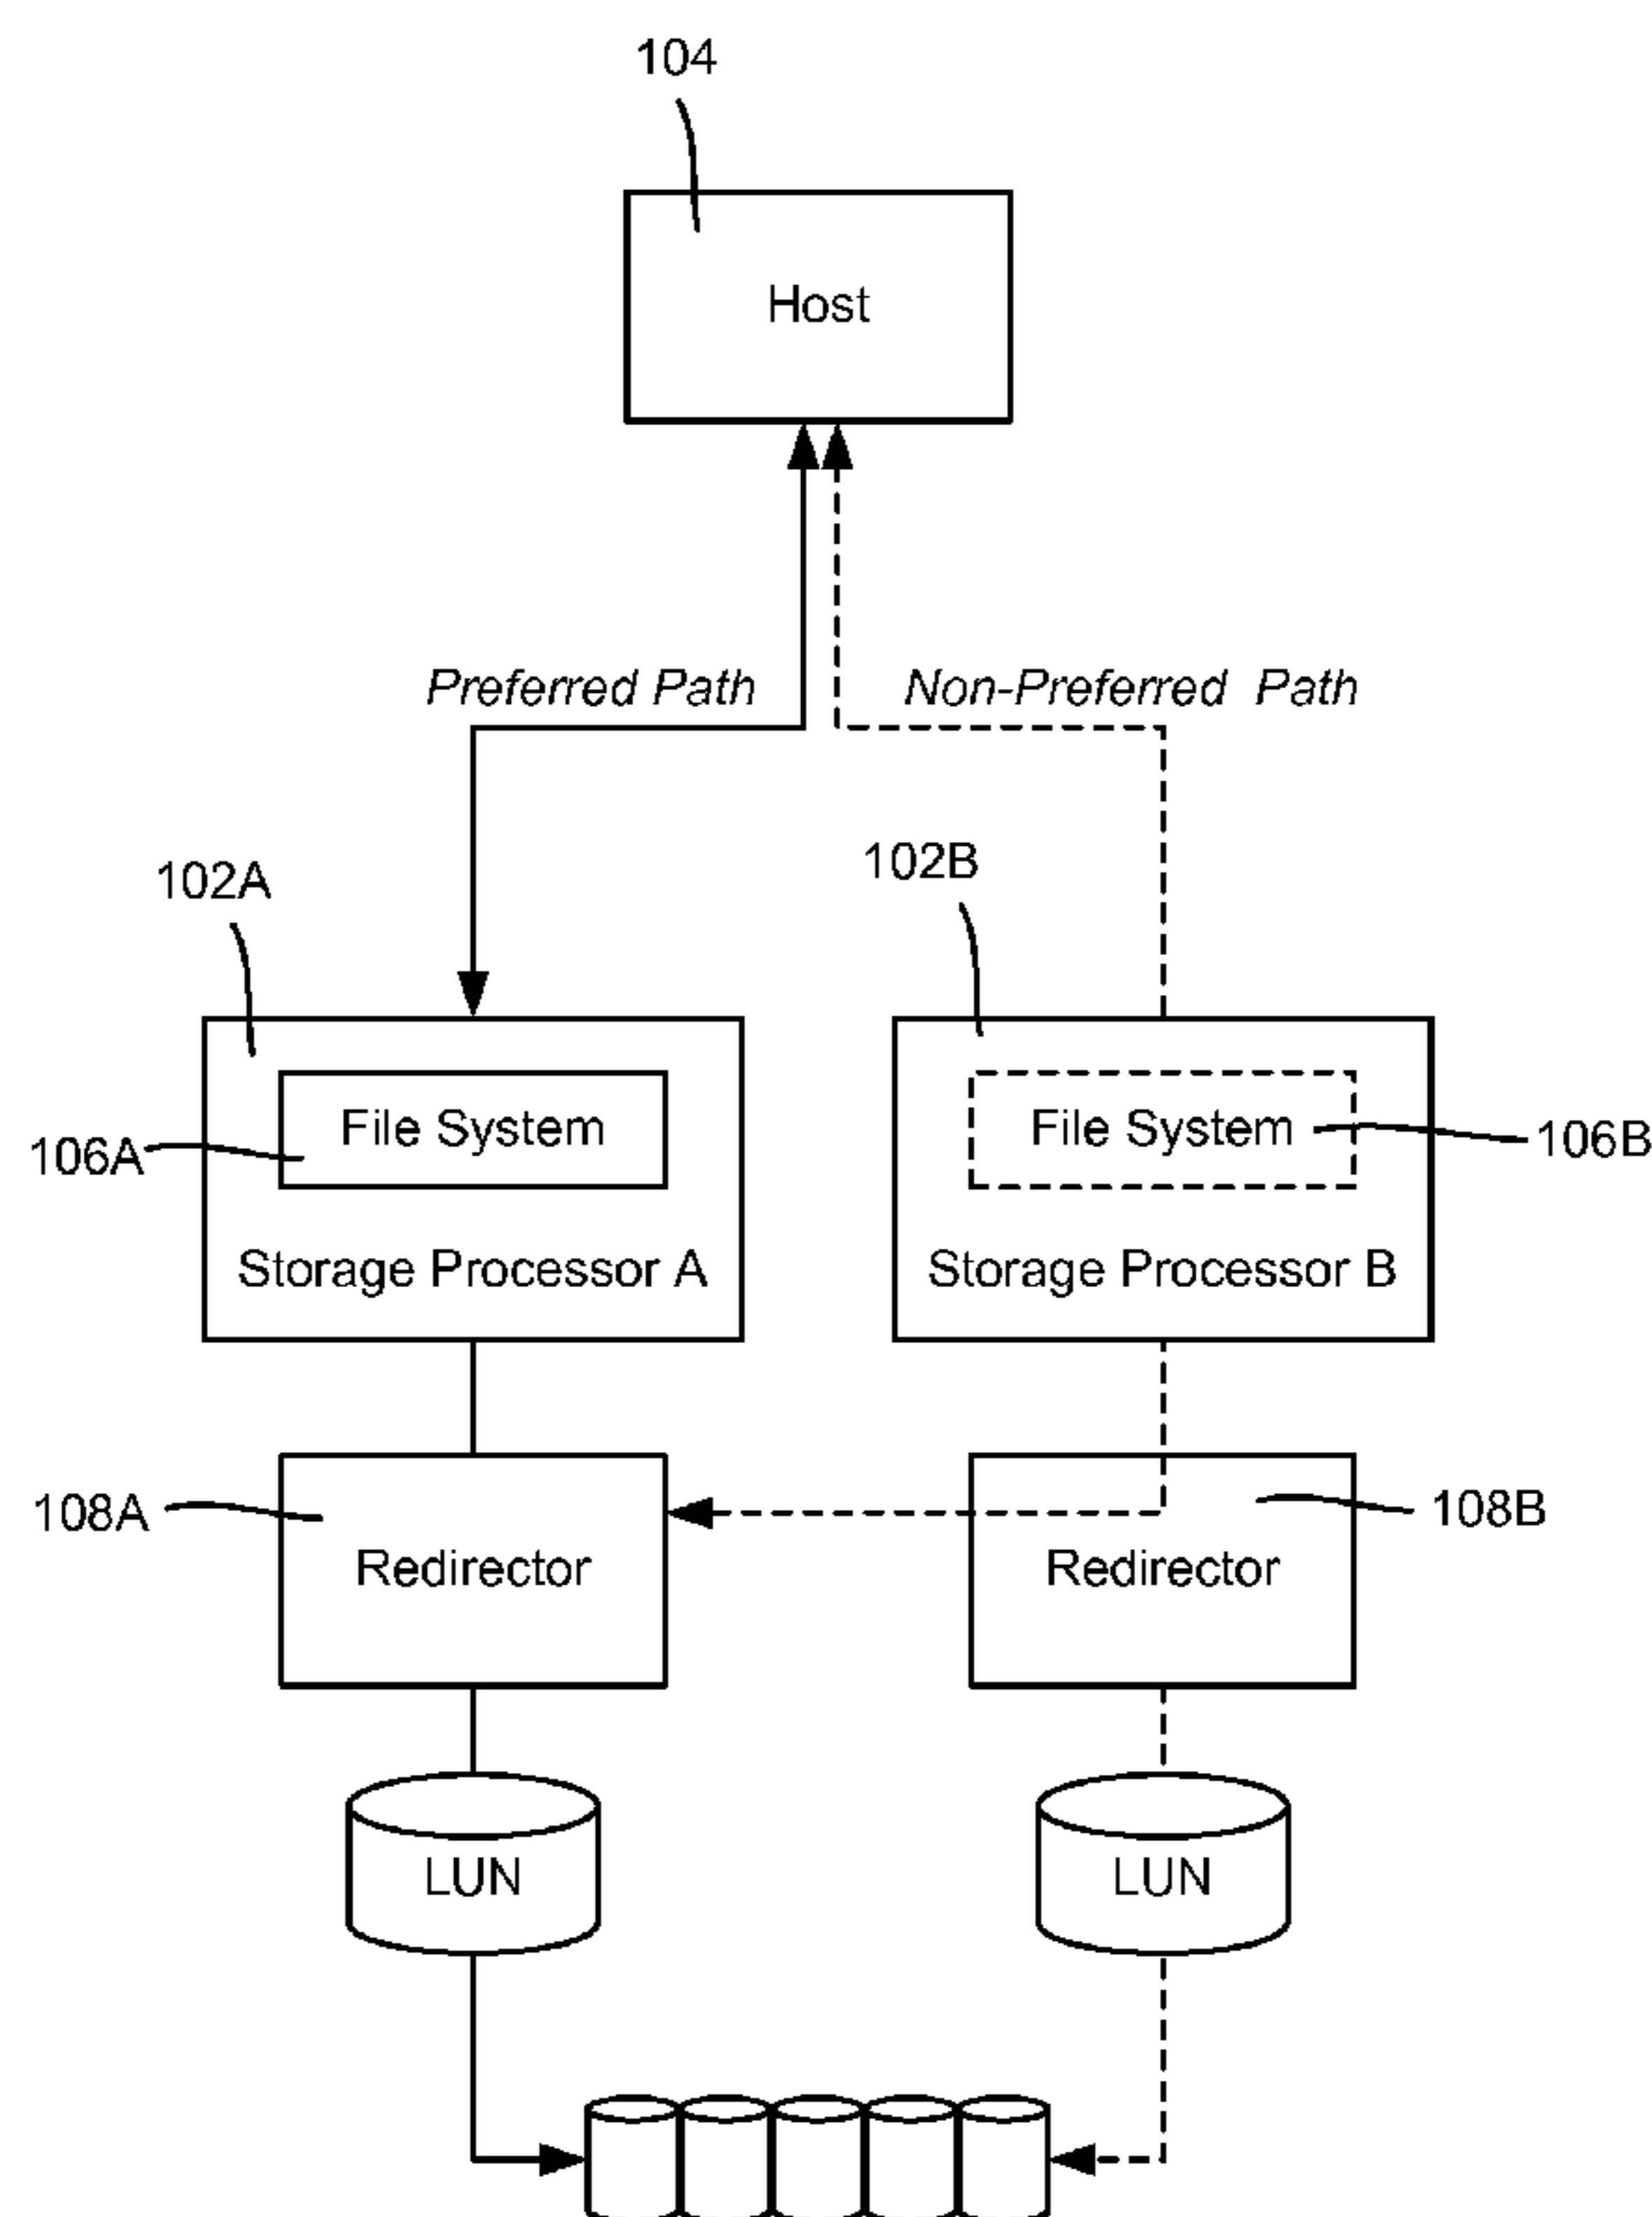 104
Host
Preferred Path
Non-Preferred Path
102A
102B
File System
File System
106A
106B
Storage Processor A
Storage Processor B
108A
108B
Redirector
Redirector
LUN
LUN